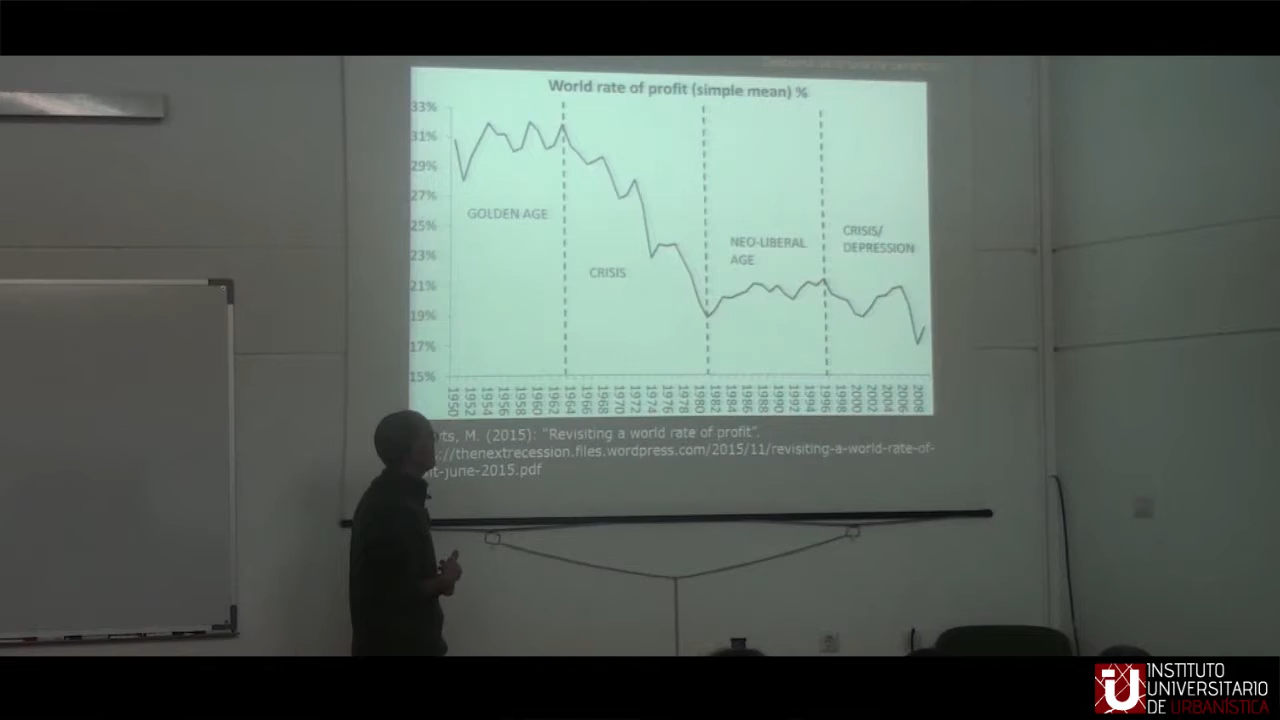 World rate of profit (simple mean) %
33%
31%
29%
27%
25%
23%
21%
19%
17%
15%
GOLDEN AGE
CRISIS
NEO-LIBERAL
AGE
CRISIS/
DEPRESSION
1950 1952 1954 1956 1958 1960 1962 1964 1966 1968 1970 1972 1974 1976 1978 1980 1982 1984 1986 1988 1990 1992 1994 1996 1998 2000 2002 2004 2006 2008
ts, M. (2015): "Revisiting a world rate of profit".
://thenextrecession.files.wordpress.com/2015/11/revisiting-a-world-rate-of-
it-june-2015.pdf
INSTITUTO
UNIVERSITARIO
DE URBANÍSTICA